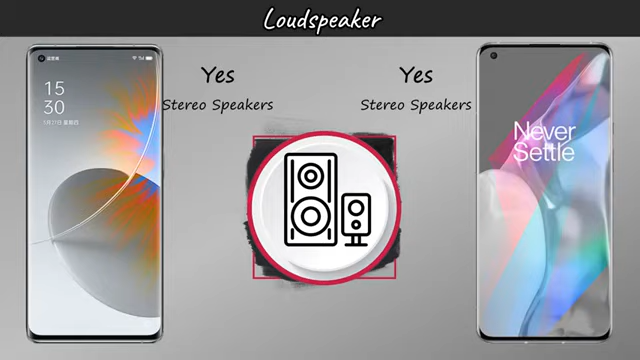 Loudspeaker
Yes
Stereo Speakers
Yes
Stereo Speakers
15
30
Never
Settle